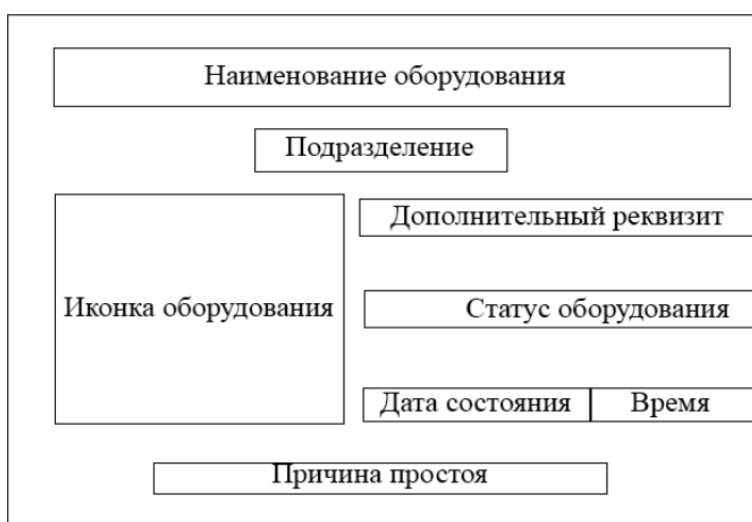 Наименование оборудования
Подразделение
Дополнительный реквизит
Иконка оборудования
Статус оборудования
Дата состояния
Время
Причина простоя